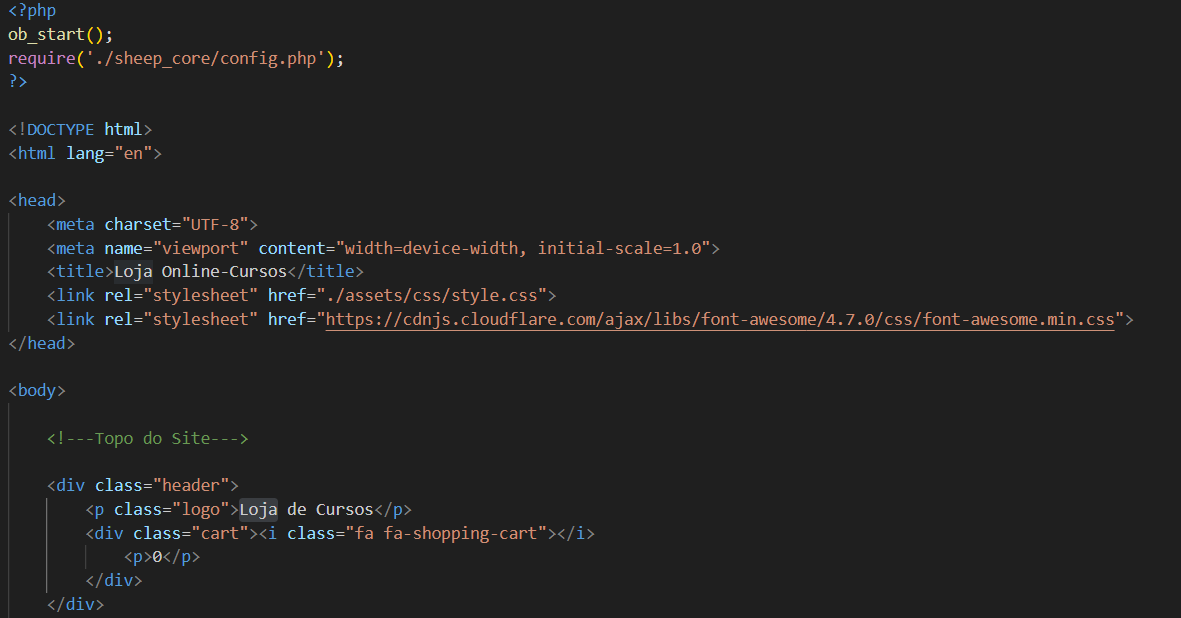 <?php
ob_start();
require('./sheep_core/config.php');
?>
<!DOCTYPE html>
<html lang="en">
<head>
<meta charset="UTF-8">
<meta name="viewport" content="width=device-width, initial-scale=1.0">
<title>Loja Online-Cursos</title>
<link rel="stylesheet" href="./assets/css/style.css">
<link rel="stylesheet" href="https://cdnjs.cloudflare.com/ajax/libs/font-awesome/4.7.0/css/font-awesome.min.css">
</head>
<body>
<!---Topo do Site--->
<div class="header">
<p class="logo">Loja de Cursos</p>
<div class="cart"><i class="fa fa-shopping-cart"></i>
<p>0</p>
</div>
</div>